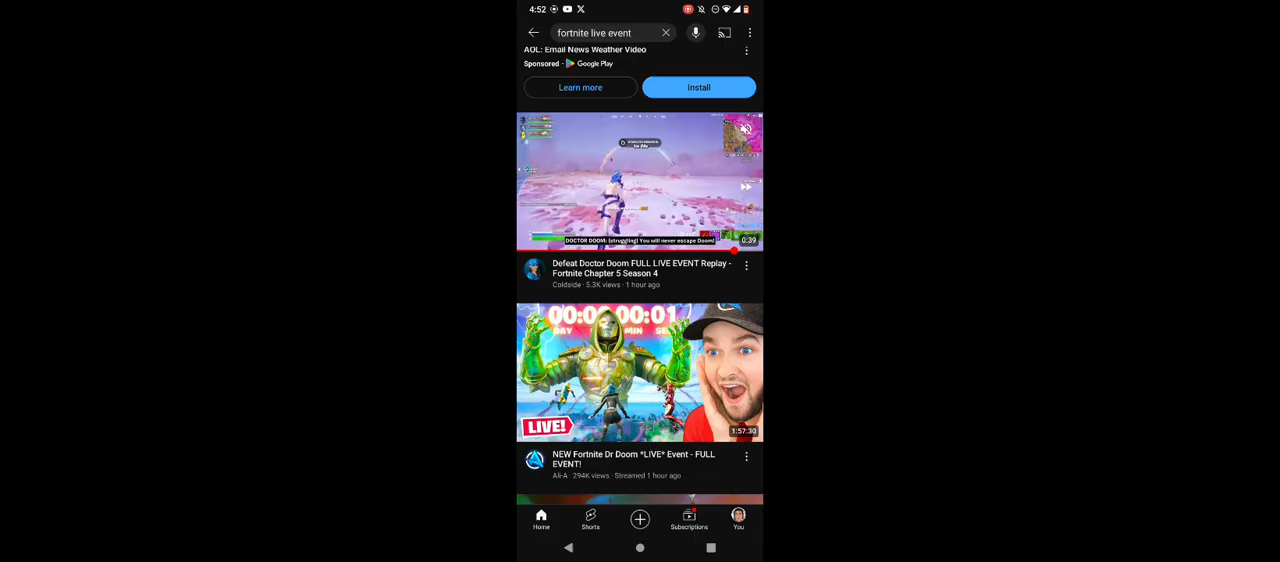 4:52
fortnite live event
AOL: Email News Weather Video
Sponsored · Google Play
Learn more
Install
DOCTOR DOOM: [struggling] You will never escape Doom!
0:39
Defeat Doctor Doom FULL LIVE EVENT Replay -
Fortnite Chapter 5 Season 4
Coldside · 5.3K views · 1 hour ago
00:00:00:01
DAY
MIN
LIVE!
1:57:30
NEW Fortnite Dr Doom *LIVE* Event - FULL
EVENT!
Ali-A · 294K views · Streamed 1 hour ago
Home
Shorts
Subscriptions
You